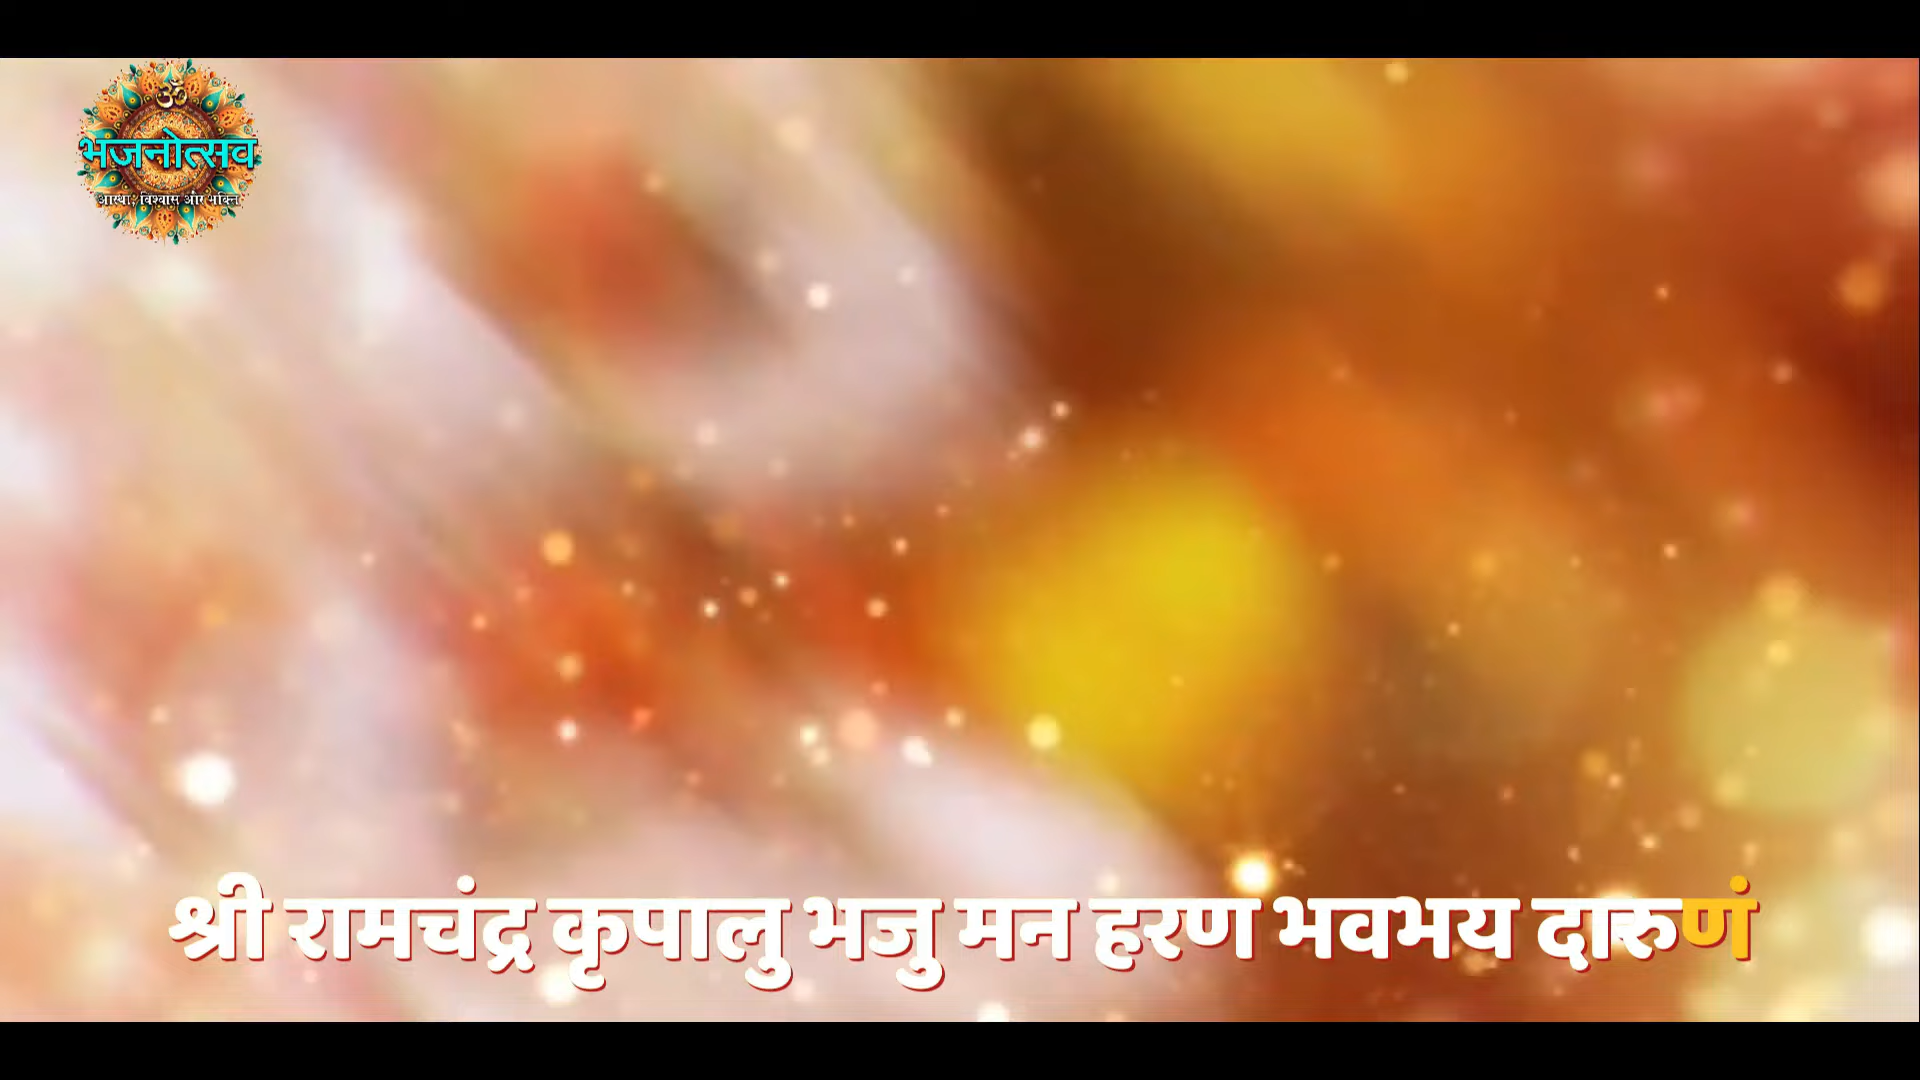 ॐ
भजनोत्सव
आस्था, विश्वास और भक्ति
श्री रामचंद्र कृपालु भजु मन हरण भवभय दारुणं